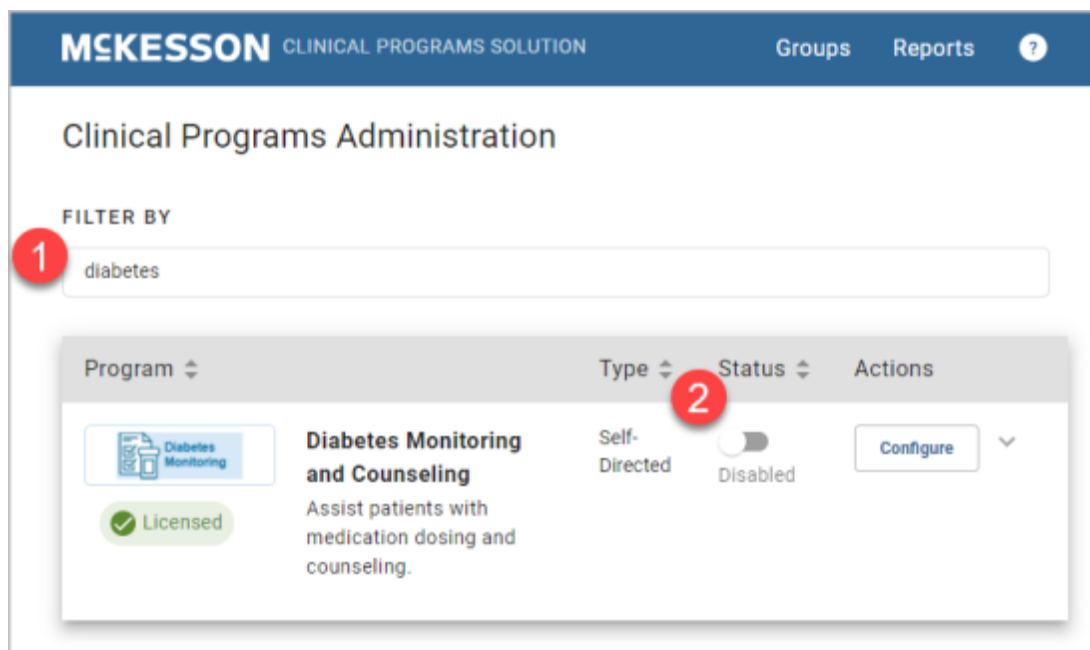 MCKESSON CLINICAL PROGRAMS SOLUTION Groups Reports ?
Clinical Programs Administration
FILTER BY
1
diabetes
Program Type Status Actions
2
Diabetes
Monitoring
Licensed
Diabetes Monitoring
and Counseling
Assist patients with
medication dosing and
counseling.
Self-
Directed
Disabled
Configure